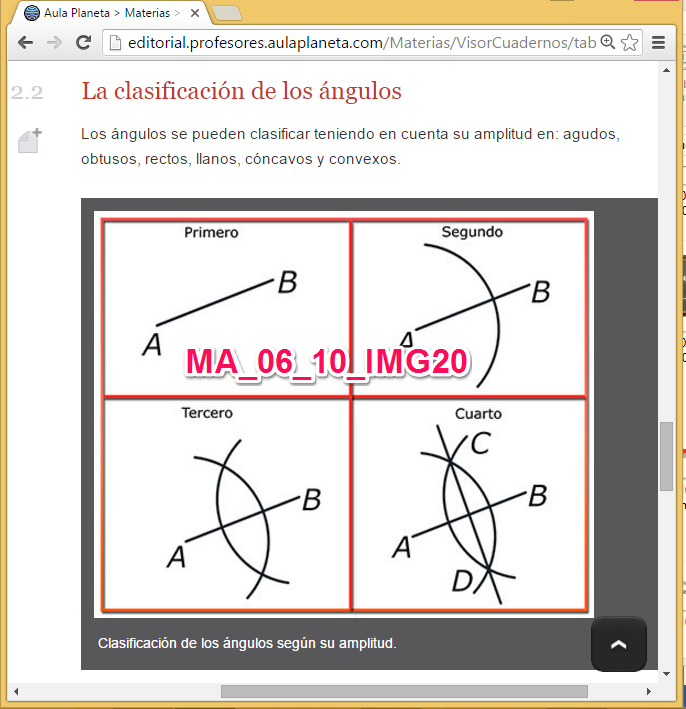 Aula Planeta > Materias >
editorial.profesores.aulaplaneta.com/Materias/VisorCuadernos/tab
2.2 La clasificación de los ángulos
Los ángulos se pueden clasificar teniendo en cuenta su amplitud en: agudos,
obtusos, rectos, llanos, cóncavos y convexos.
Primero
B
A
Segundo
B
A
MA_06_10_IMG20
Tercero
B
A
Cuarto
C
B
A
D
Clasificación de los ángulos según su amplitud.